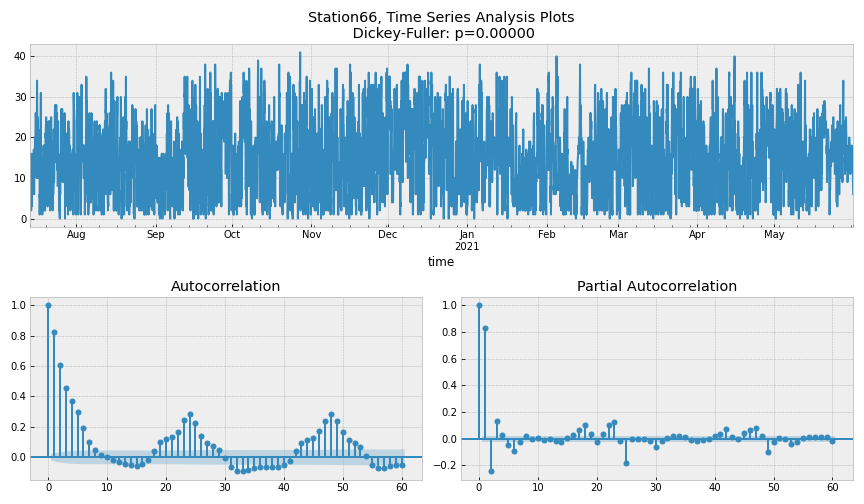 Station66, Time Series Analysis Plots
Dickey-Fuller: p=0.00000
40
30
20
10
0
Aug Sep Oct Nov Dec Jan Feb Mar Apr May
2021
time
Autocorrelation
1.0
0.8
0.6
0.4
0.2
0.0
0 10 20 30 40 50 60
Partial Autocorrelation
1.0
0.8
0.6
0.4
0.2
0.0
−0.2
0 10 20 30 40 50 60